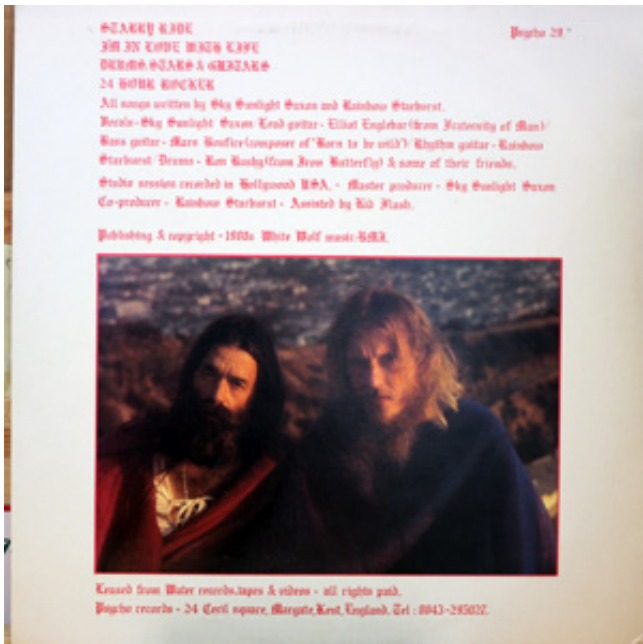 STARRY RIDE
Psycho 29
I'M IN LOVE WITH LIFE
DRUMS, STARS & GUITARS
24 HOUR ROCKER
All songs written by Sky Sunlight Saxon and Rainbow Starburst.
Vocals - Sky Sunlight Saxon/Lead guitar - Elliot Englebar (from Fraternity of Man)/
Bass guitar - Mars Bonfire (composer of "Born to be wild")/Rhythm guitar - Rainbow
Starburst/Drums - Ron Bushy (from Iron Butterfly) & some of their friends.
Studio session recorded in Hollywood USA. - Master producer - Sky Sunlight Saxon
Co-producer - Rainbow Starburst - Assisted by Kid Flash.
Publishing & copyright - White Wolf music:BMI.
Leased from Water records, tapes & videos - all rights paid.
Psycho records - 24 Cecil square, Margate, Kent, England. Tel : 0843-295022.